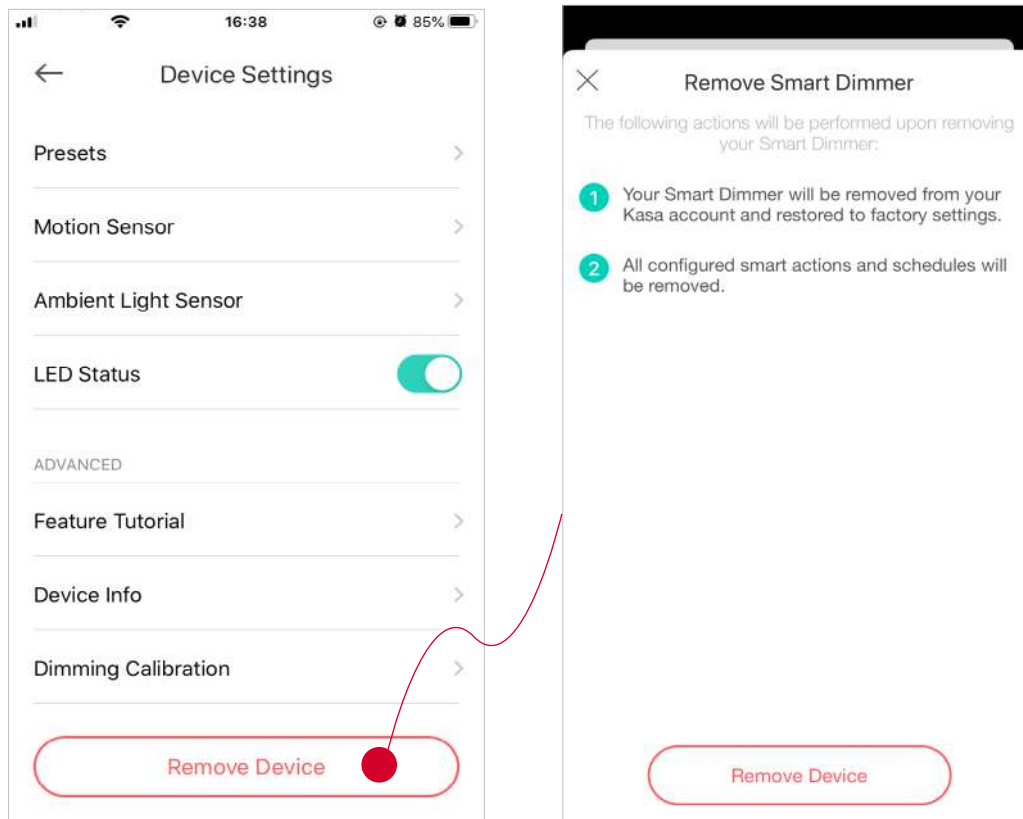 16:38
85%
Device Settings
Presets
Motion Sensor
Ambient Light Sensor
LED Status
ADVANCED
Feature Tutorial
Device Info
Dimming Calibration
Remove Device
Remove Smart Dimmer
The following actions will be performed upon removing
your Smart Dimmer:
1
Your Smart Dimmer will be removed from your
Kasa account and restored to factory settings.
2
All configured smart actions and schedules will
be removed.
Remove Device